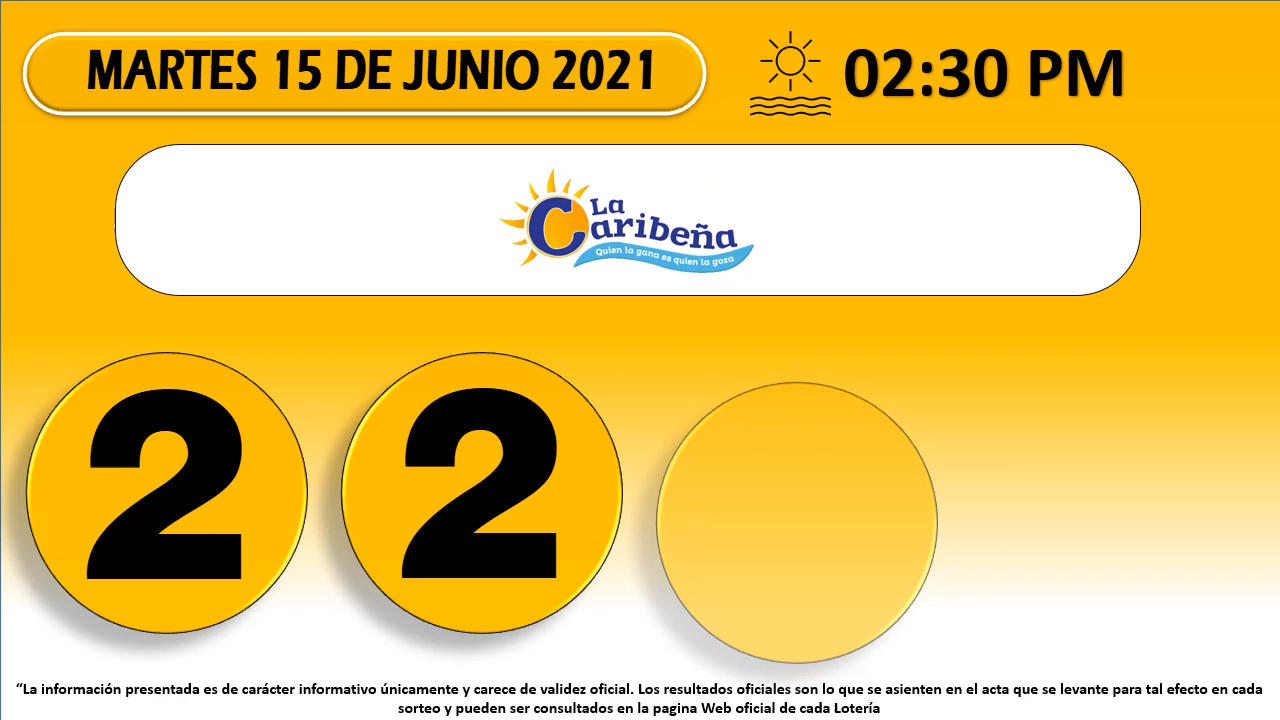 MARTES 15 DE JUNIO 2021
02:30 PM
La
Caribeña
Quien la gana es quien la goza
2 2
“La información presentada es de carácter informativo únicamente y carece de validez oficial. Los resultados oficiales son lo que se asienten en el acta que se levante para tal efecto en cada
sorteo y pueden ser consultados en la pagina Web oficial de cada Lotería